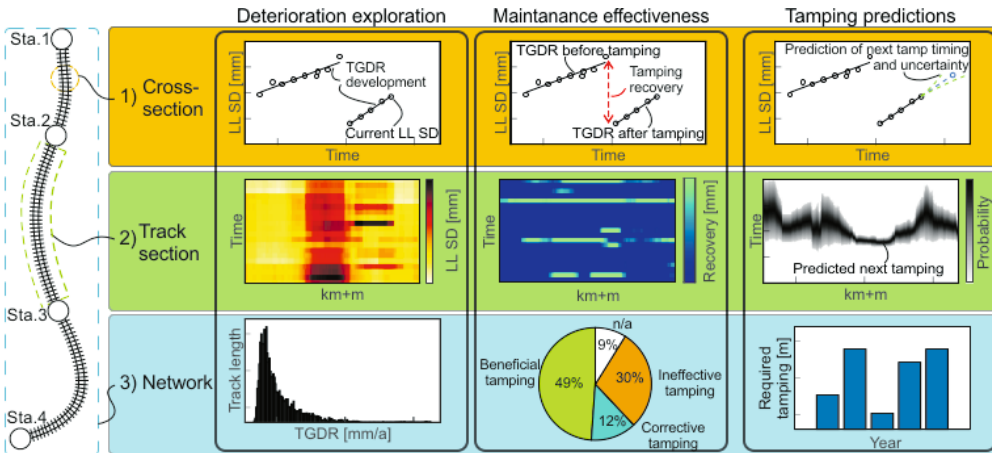 Deterioration exploration
Maintanance effectiveness
Tamping predictions
Sta.1
Sta.2
Sta.3
Sta.4
1) Cross-
section
LL SD [mm]
TGDR
development
Current LL SD
Time
LL SD [mm]
TGDR before tamping
Tamping
recovery
TGDR after tamping
Time
LL SD [mm]
Prediction of next tamp timing
and uncertainty
Time
2) Track
section
Time
km+m
LL SD [mm]
Time
km+m
Recovery [mm]
Time
Predicted next tamping
km+m
Probability
3) Network
Track length
TGDR [mm/a]
n/a
9%
Beneficial
tamping
49%
30%
Ineffective
tamping
12%
Corrective
tamping
Required
tamping [m]
Year